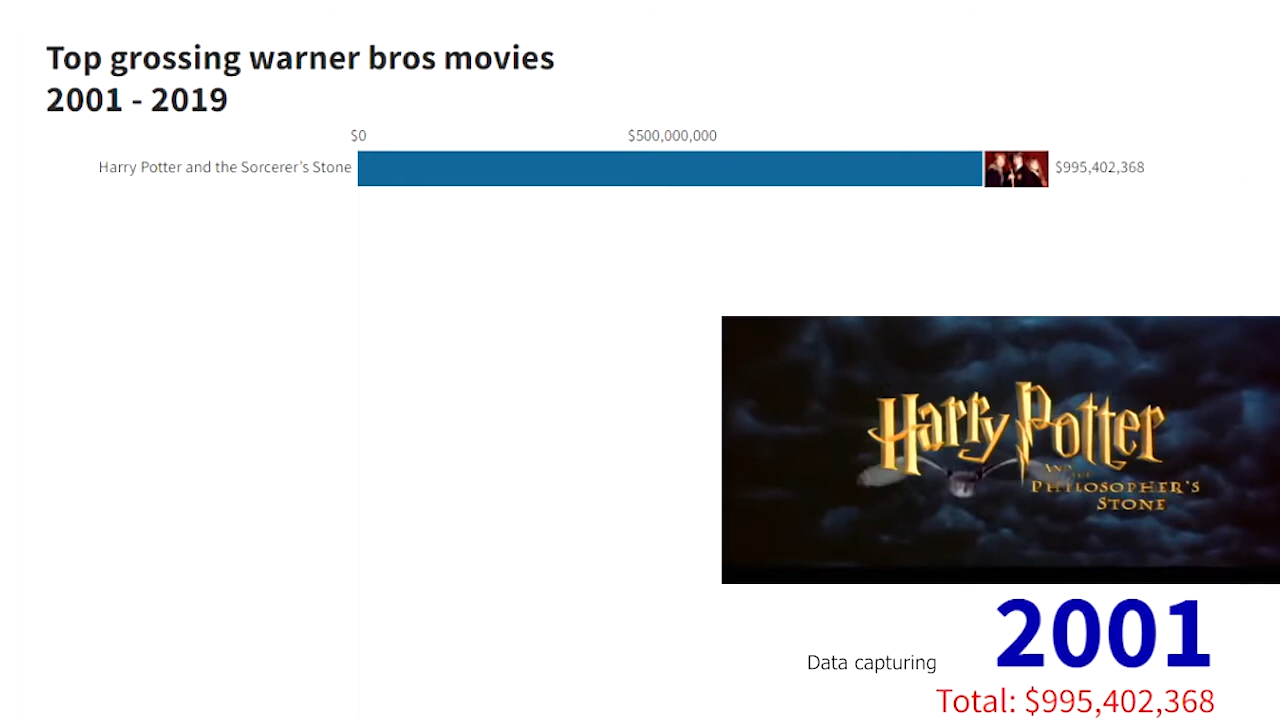 Top grossing warner bros movies
2001 - 2019
$0 $500,000,000
Harry Potter and the Sorcerer's Stone $995,402,368
Harry Potter
AND THE
PHILOSOPHER'S
STONE
Data capturing 2001
Total: $995,402,368